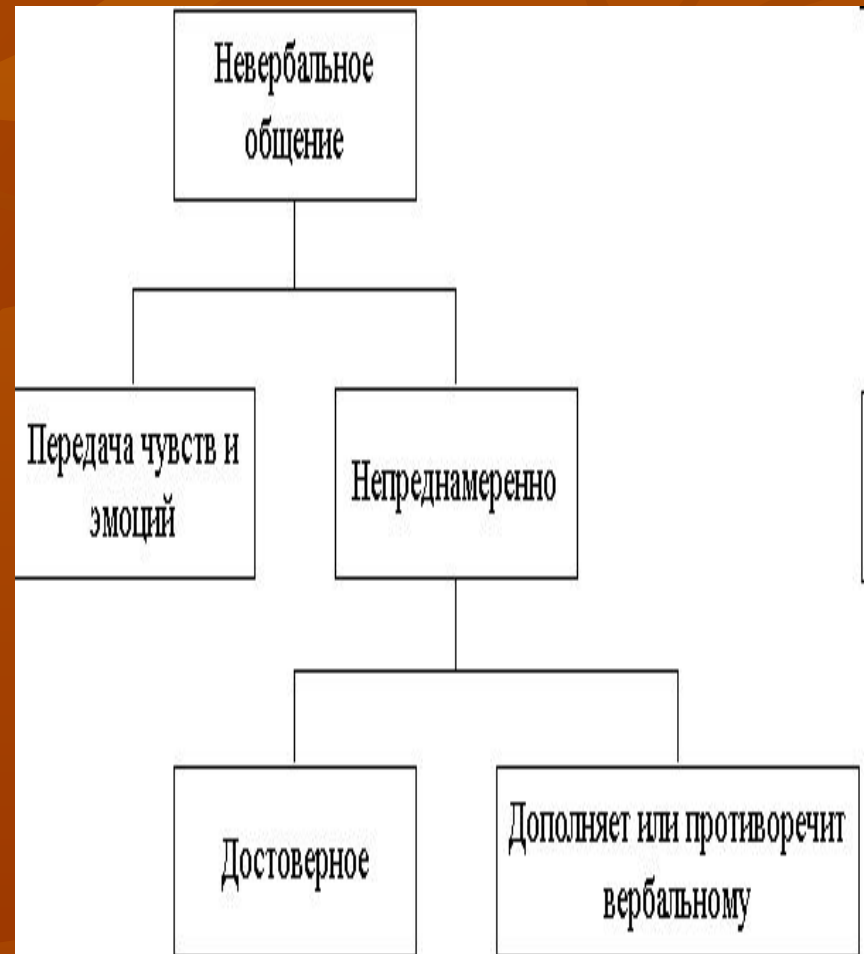 Невербальное
общение
Передача чувств и
эмоций
Непреднамеренно
Достоверное
Дополняет или противоречит
вербальному